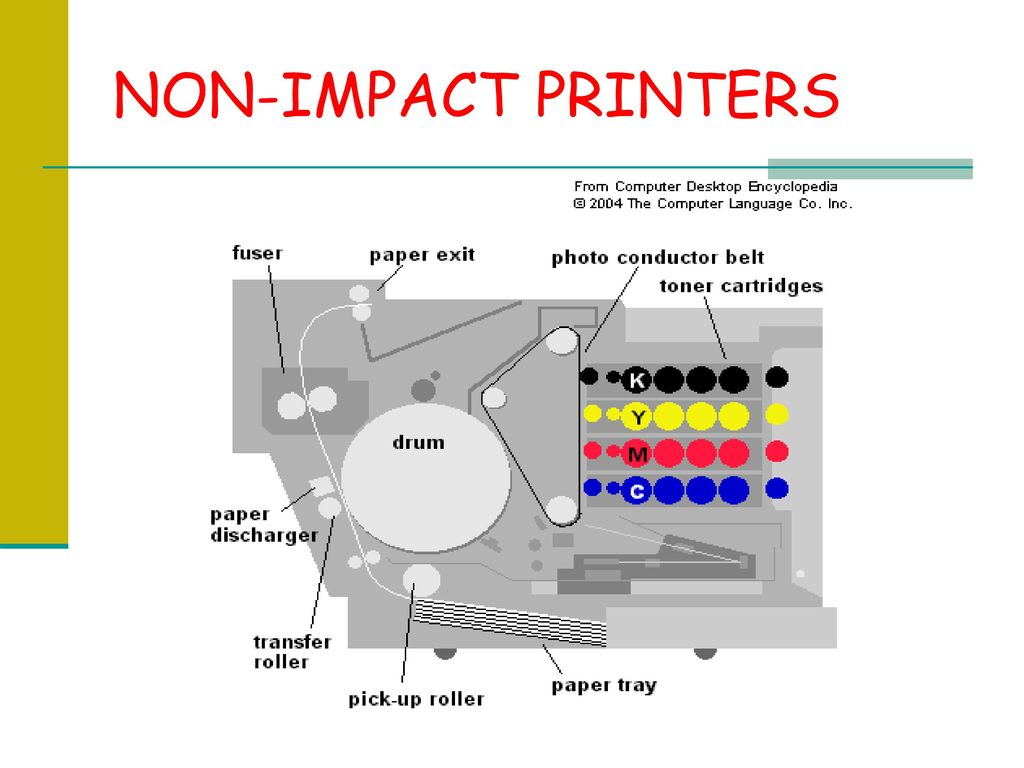 NON-IMPACT PRINTERS
From Computer Desktop Encyclopedia
© 2004 The Computer Language Co. Inc.
fuser
paper exit
photo conductor belt
toner cartridges
K
Y
drum
M
C
paper
discharger
transfer
roller
pick-up roller
paper tray